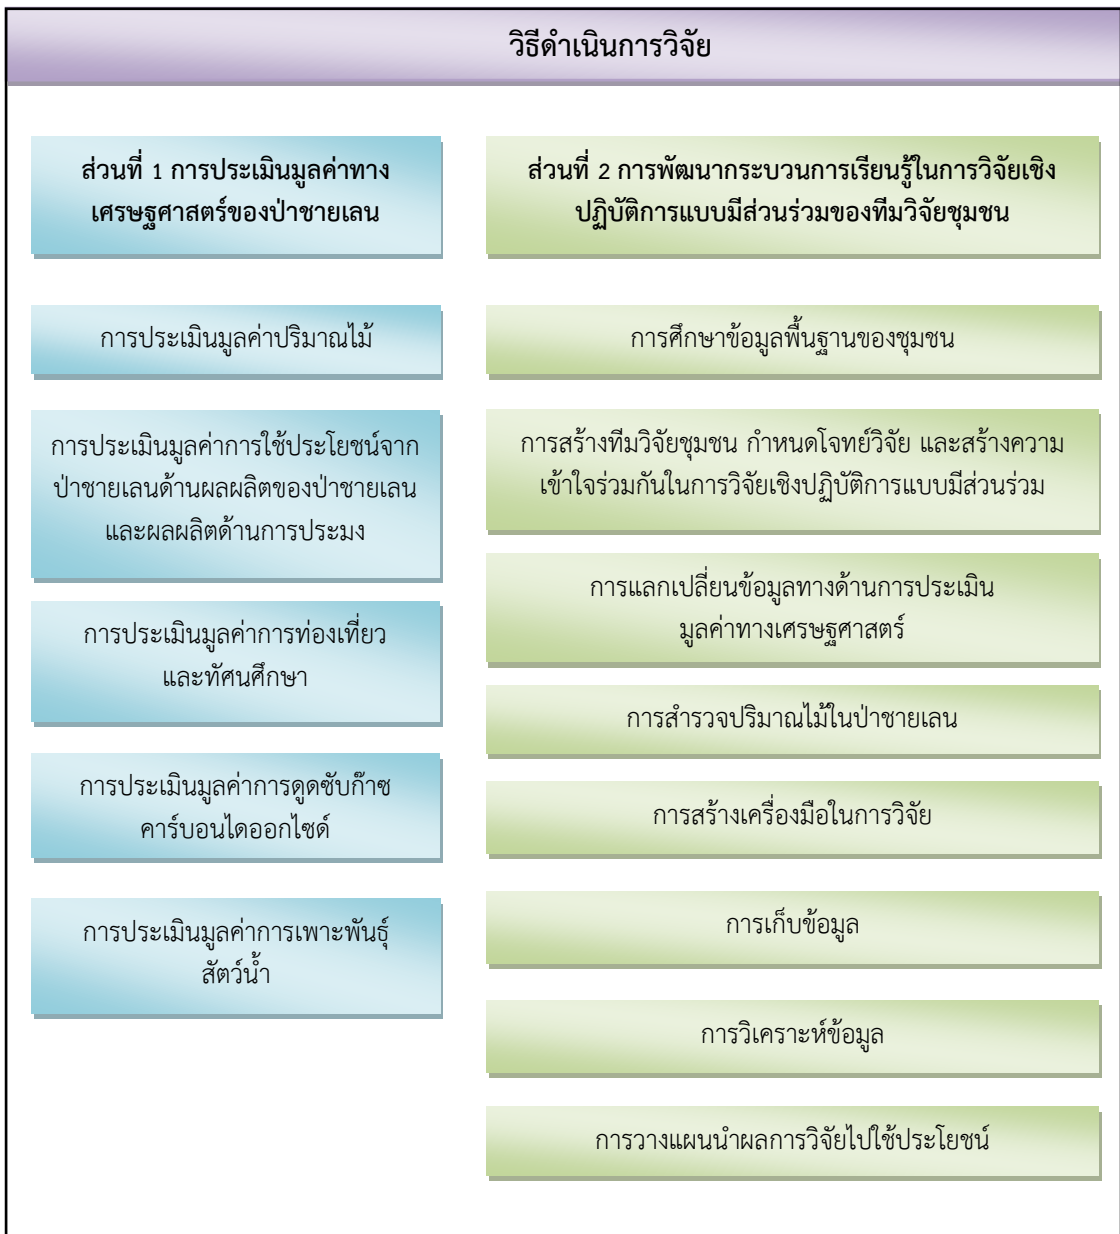 วิธีดำเนินการวิจัย
ส่วนที่ 1 การประเมินมูลค่าทาง
เศรษฐศาสตร์ของป่าชายเลน
การประเมินมูลค่าปริมาณไม้
การประเมินมูลค่าการใช้ประโยชน์จาก
ป่าชายเลนด้านผลผลิตของป่าชายเลน
และผลผลิตด้านการประมง
การประเมินมูลค่าการท่องเที่ยว
และทัศนศึกษา
การประเมินมูลค่าการดูดซับก๊าซ
คาร์บอนไดออกไซด์
การประเมินมูลค่าการเพาะพันธุ์
สัตว์น้ำ
ส่วนที่ 2 การพัฒนากระบวนการเรียนรู้ในการวิจัยเชิง
ปฏิบัติการแบบมีส่วนร่วมของทีมวิจัยชุมชน
การศึกษาข้อมูลพื้นฐานของชุมชน
การสร้างทีมวิจัยชุมชน กำหนดโจทย์วิจัย และสร้างความ
เข้าใจร่วมกันในการวิจัยเชิงปฏิบัติการแบบมีส่วนร่วม
การแลกเปลี่ยนข้อมูลทางด้านการประเมิน
มูลค่าทางเศรษฐศาสตร์
การสำรวจปริมาณไม้ในป่าชายเลน
การสร้างเครื่องมือในการวิจัย
การเก็บข้อมูล
การวิเคราะห์ข้อมูล
การวางแผนนำผลการวิจัยไปใช้ประโยชน์